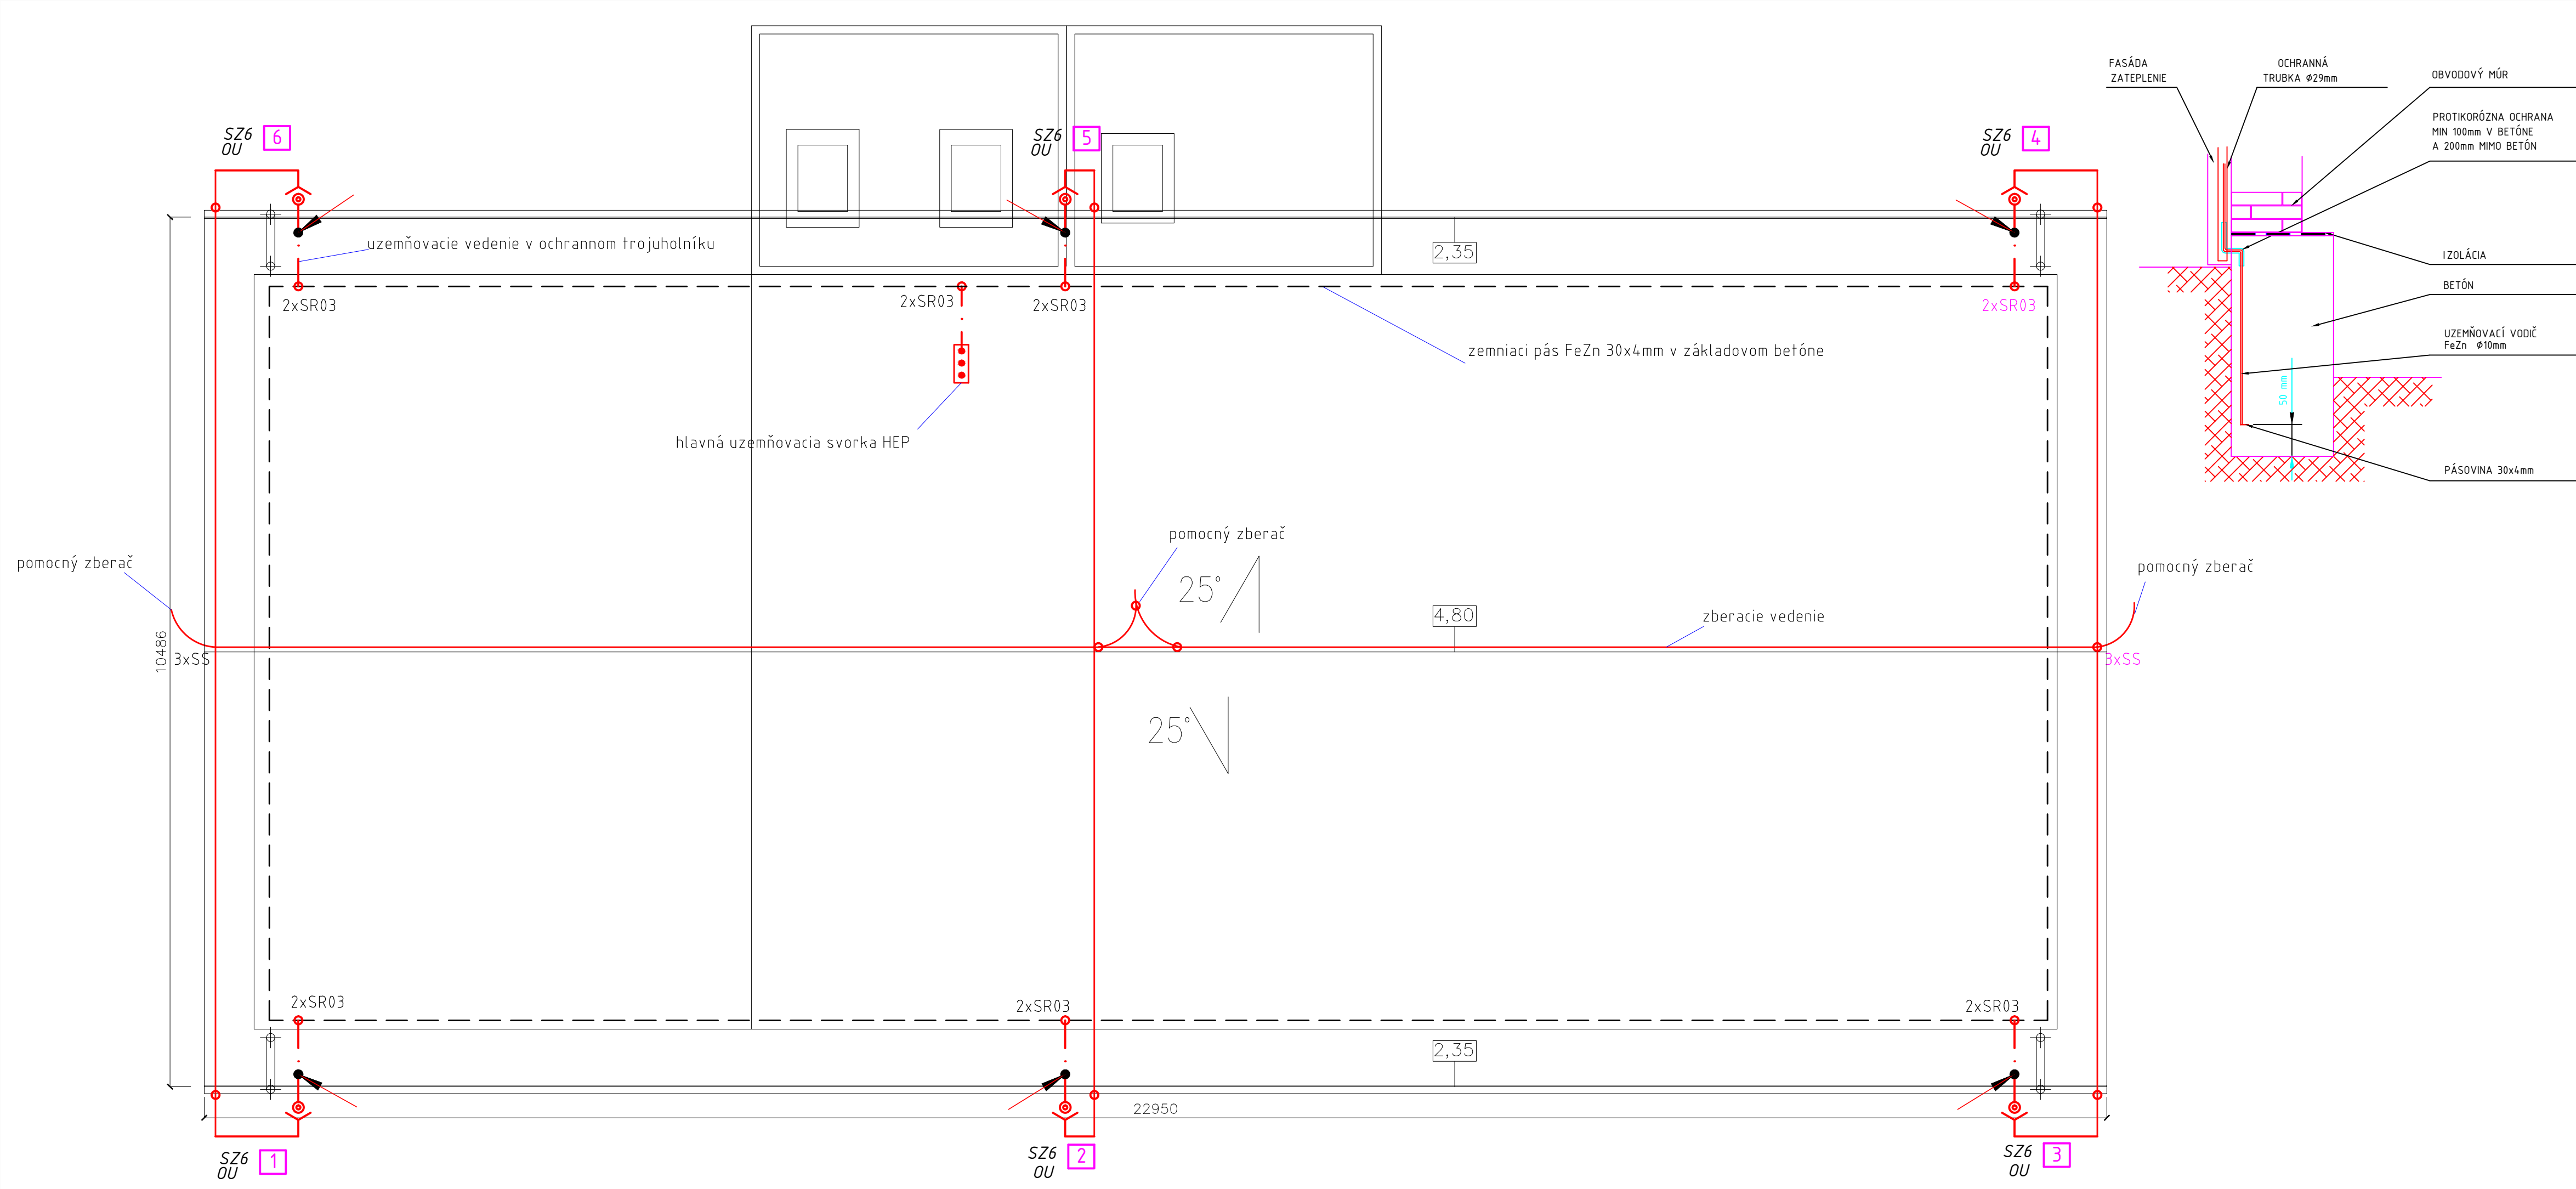 SZ6
OU
6
SZ6
OU
5
SZ6
OU
4
uzemňovacie vedenie v ochrannom trojuholníku
2,35
2xSR03
2xSR03
2xSR03
2xSR03
zemniaci pás FeZn 30x4mm v základovom betóne
hlavná uzemňovacia svorka HEP
pomocný zberač
pomocný zberač
pomocný zberač
25°
4,80
zberacie vedenie
10486
3xSS
3xSS
25°
2xSR03
2xSR03
2xSR03
2,35
22950
SZ6
OU
1
SZ6
OU
2
SZ6
OU
3
FASÁDA
ZATEPLENIE
OCHRANNÁ
TRUBKA Ø29mm
OBVODOVÝ MÚR
PROTIKORÓZNA OCHRANA
MIN 100mm V BETÓNE
A 200mm MIMO BETÓN
IZOLÁCIA
BETÓN
UZEMŇOVACÍ VODIČ
FeZn Ø10mm
50 mm
PÁSOVINA 30x4mm